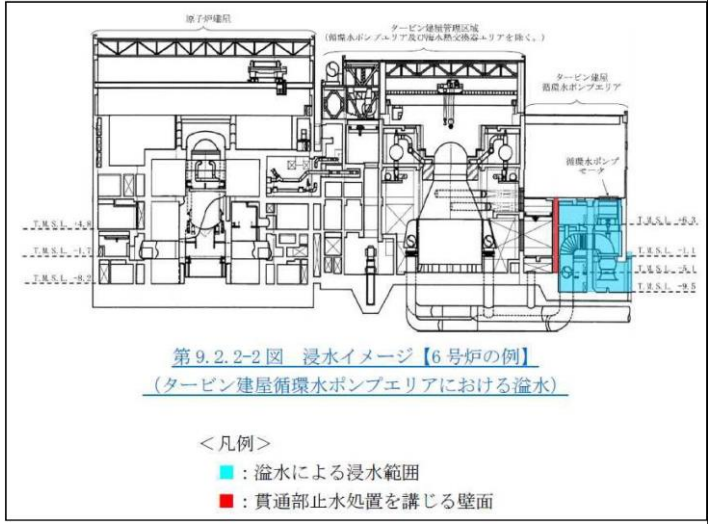 原子炉建屋
タービン建屋管理区域
(循環水ポンプエリア及び海水熱交換器エリアを除く。)
タービン建屋
循環水ポンプエリア
循環水ポンプ
モータ
T.M.S.L. -4.8
T.M.S.L. -1.7
T.M.S.L. -8.2
T.M.S.L. +6.3
T.M.S.L. -1.1
T.M.S.L. -5.1
T.M.S.L. -9.5
第 9.2.2-2 図 浸水イメージ【6 号炉の例】
(タービン建屋循環水ポンプエリアにおける溢水)
<凡例>
■:溢水による浸水範囲
■:貫通部止水処置を講じる壁面